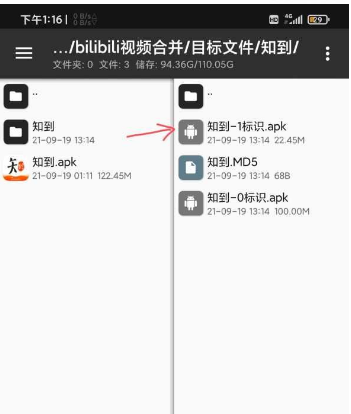 下午1:16 | 0 B/s△
0 B/s▽
HD 4G 29
.../bilibili视频合并/目标文件/知到/
文件夹: 0 文件: 3 储存: 94.36G/110.05G
..
知到
21-09-19 13:14
知到.apk
21-09-19 01:11 122.45M
..
知到-1标识.apk
21-09-19 13:14 22.45M
知到.MD5
21-09-19 13:14 68B
知到-0标识.apk
21-09-19 13:14 100.00M